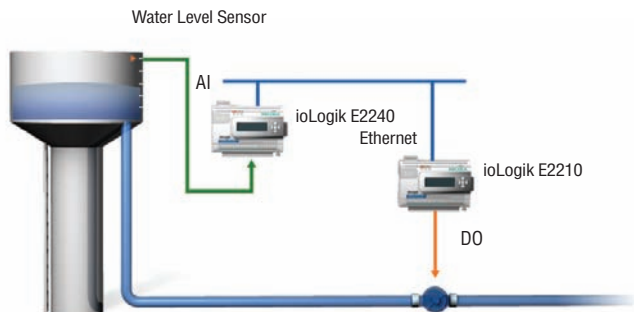 Water Level Sensor
AI
ioLogik E2240
Ethernet
ioLogik E2210
DO